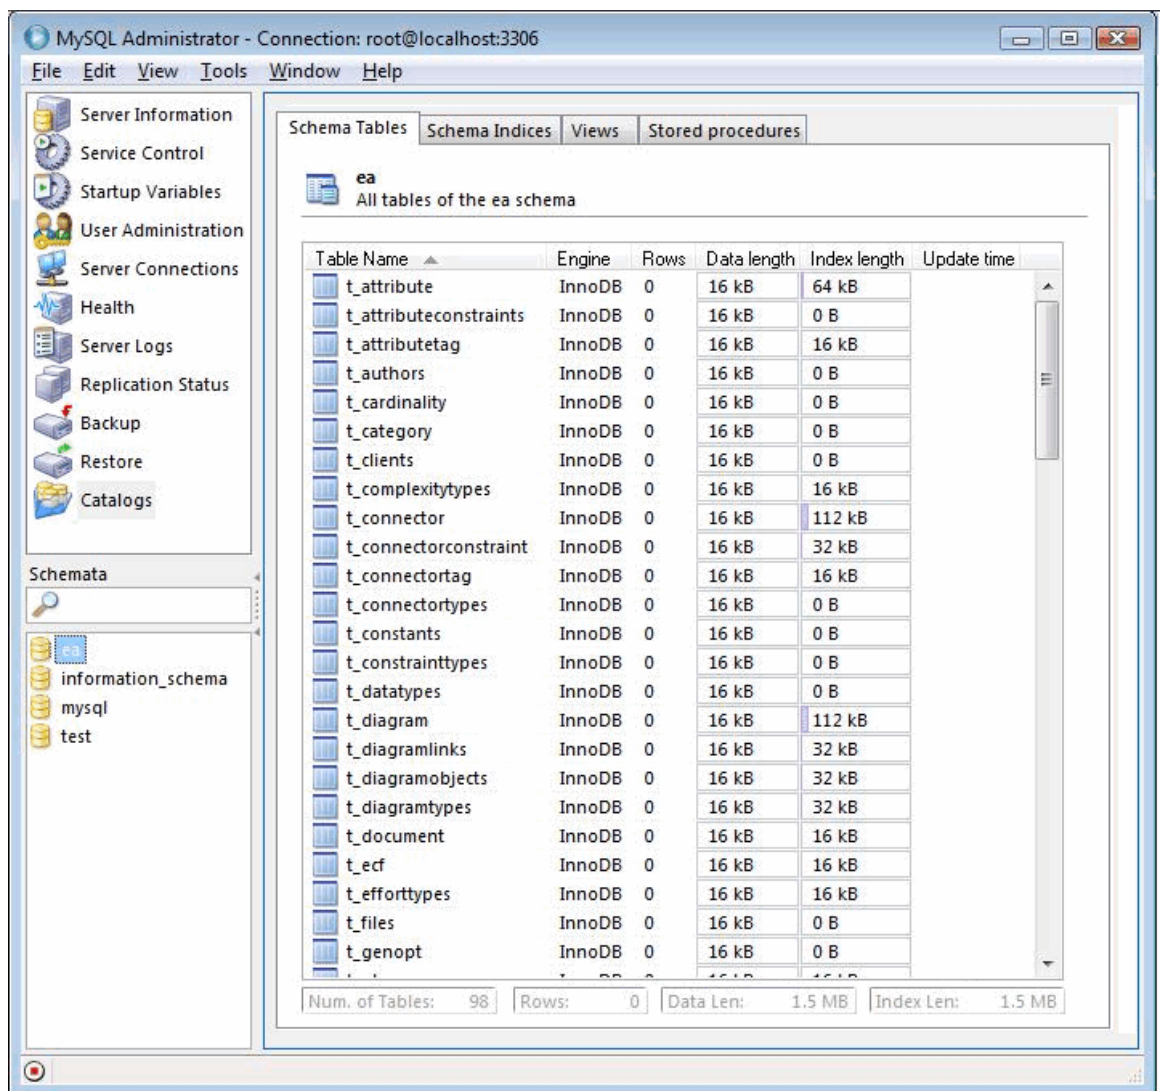 MySQL Administrator - Connection: root@localhost:3306
File Edit View Tools Window Help
Server Information
Service Control
Startup Variables
User Administration
Server Connections
Health
Server Logs
Replication Status
Backup
Restore
Catalogs
Schemata
ea
information_schema
mysql
test
Schema Tables Schema Indices Views Stored procedures
ea
All tables of the ea schema
Table Name Engine Rows Data length Index length Update time
t_attribute InnoDB 0 16 kB 64 kB
t_attributeconstraints InnoDB 0 16 kB 0 B
t_attributetag InnoDB 0 16 kB 16 kB
t_authors InnoDB 0 16 kB 0 B
t_cardinality InnoDB 0 16 kB 0 B
t_category InnoDB 0 16 kB 0 B
t_clients InnoDB 0 16 kB 0 B
t_complexitytypes InnoDB 0 16 kB 16 kB
t_connector InnoDB 0 16 kB 112 kB
t_connectorconstraint InnoDB 0 16 kB 32 kB
t_connectortag InnoDB 0 16 kB 16 kB
t_connectortypes InnoDB 0 16 kB 0 B
t_constants InnoDB 0 16 kB 0 B
t_constrainttypes InnoDB 0 16 kB 0 B
t_datatypes InnoDB 0 16 kB 0 B
t_diagram InnoDB 0 16 kB 112 kB
t_diagramlinks InnoDB 0 16 kB 32 kB
t_diagramobjects InnoDB 0 16 kB 32 kB
t_diagramtypes InnoDB 0 16 kB 32 kB
t_document InnoDB 0 16 kB 16 kB
t_ecf InnoDB 0 16 kB 16 kB
t_efforttypes InnoDB 0 16 kB 16 kB
t_files InnoDB 0 16 kB 0 B
t_genopt InnoDB 0 16 kB 0 B
Num. of Tables: 98 Rows: 0 Data Len: 1.5 MB Index Len: 1.5 MB